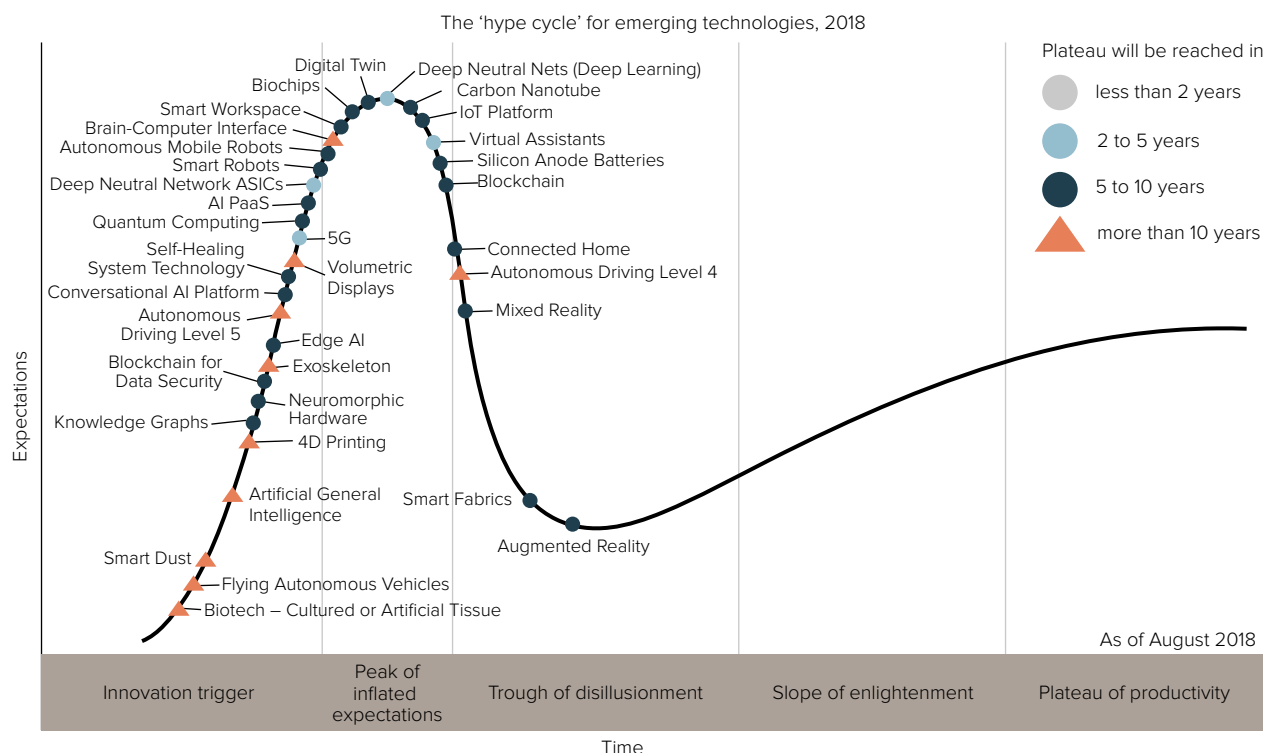 The ‘hype cycle’ for emerging technologies, 2018
Plateau will be reached in
less than 2 years
2 to 5 years
5 to 10 years
more than 10 years
Expectations
Digital Twin
Biochips
Smart Workspace
Brain-Computer Interface
Autonomous Mobile Robots
Smart Robots
Deep Neural Network ASICs
AI PaaS
Quantum Computing
5G
Self-Healing
System Technology
Volumetric
Displays
Conversational AI Platform
Autonomous
Driving Level 5
Edge AI
Blockchain for
Data Security
Exoskeleton
Neuromorphic
Hardware
Knowledge Graphs
4D Printing
Artificial General
Intelligence
Smart Dust
Flying Autonomous Vehicles
Biotech – Cultured or Artificial Tissue
Deep Neural Nets (Deep Learning)
Carbon Nanotube
IoT Platform
Virtual Assistants
Silicon Anode Batteries
Blockchain
Connected Home
Autonomous Driving Level 4
Mixed Reality
Smart Fabrics
Augmented Reality
As of August 2018
Innovation trigger
Peak of
inflated
expectations
Trough of disillusionment
Slope of enlightenment
Plateau of productivity
Time